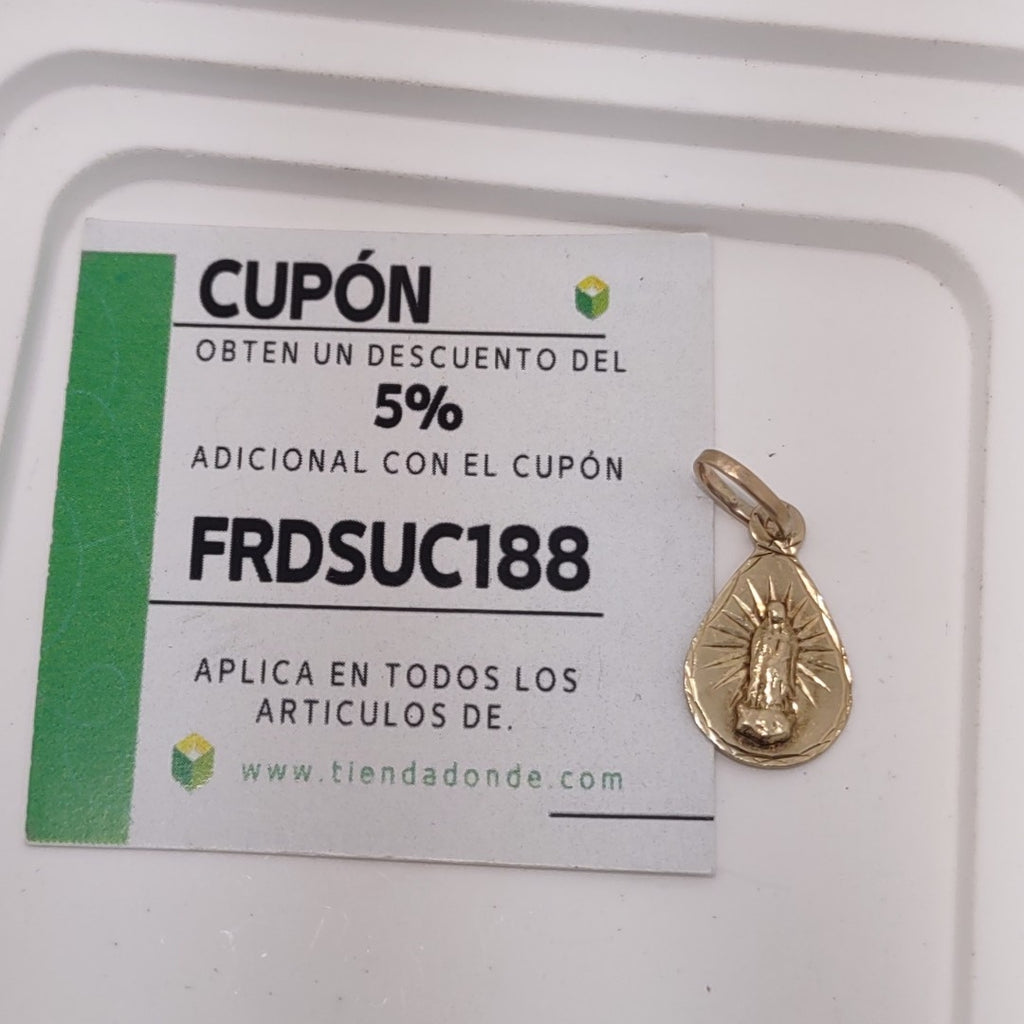 CUPÓN
OBTEN UN DESCUENTO DEL
5%
ADICIONAL CON EL CUPÓN
FRDSUC188
APLICA EN TODOS LOS
ARTICULOS DE.
www.tiendadonde.com